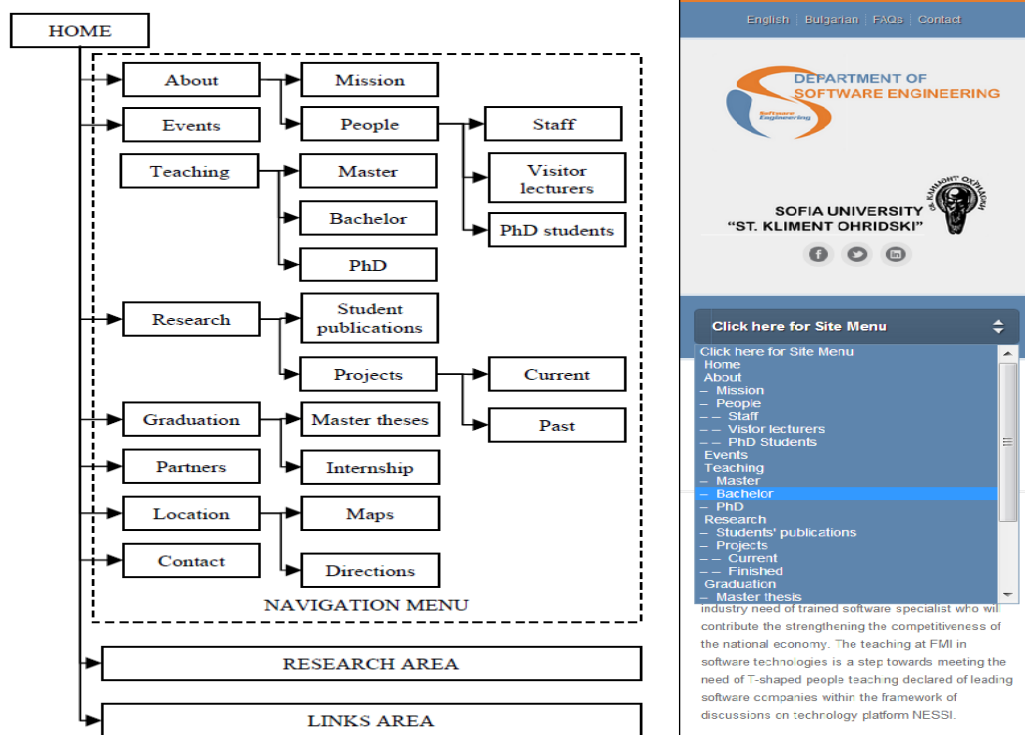 HOME
About
Mission
Events
People
Staff
Teaching
Master
Visitor
lecturers
Bachelor
PhD students
PhD
Research
Student
publications
Projects
Current
Graduation
Master theses
Past
Partners
Internship
Location
Maps
Contact
Directions
NAVIGATION MENU
RESEARCH AREA
LINKS AREA
English | Bulgarian | FAQs | Contact
DEPARTMENT OF
SOFTWARE ENGINEERING
Software
Engineering
SOFIA UNIVERSITY
"ST. KLIMENT OHRIDSKI"
Click here for Site Menu
Click here for Site Menu
Home
About
– Mission
– People
– – Staff
– – Visitor lecturers
– – PhD Students
Events
Teaching
– Master
– Bachelor
– PhD
Research
– Students' publications
– Projects
– – Current
– – Finished
Graduation
– Master thesis
industry need of trained software specialist who will
contribute the strengthening the competitiveness of
the national economy. The teaching at FMI in
software technologies is a step towards meeting the
need of T-shaped people teaching declared of leading
software companies within the framework of
discussions on technology platform NESSI.